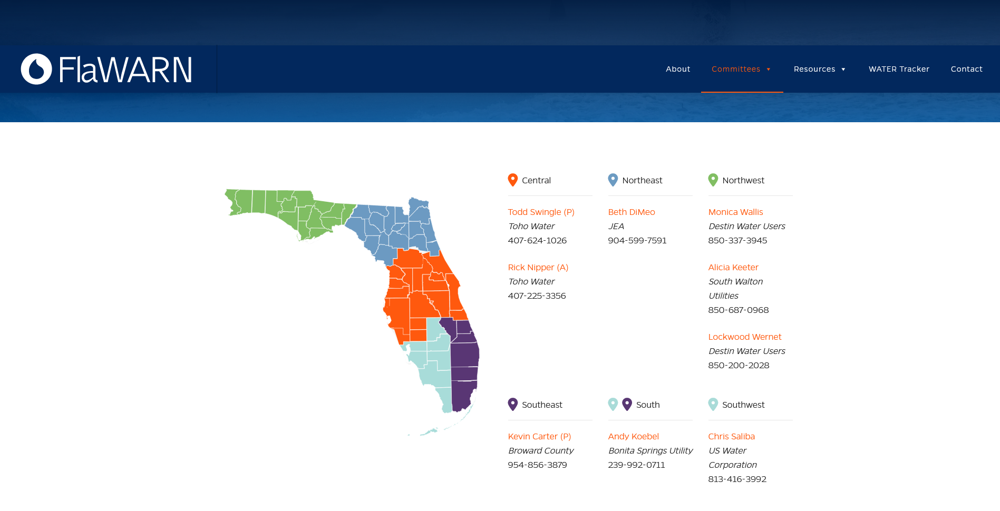 FlaWARN
About
Committees
Resources
WATER Tracker
Contact
Central
Todd Swingle (P)
Toho Water
407-624-1026
Rick Nipper (A)
Toho Water
407-225-3356
Northeast
Beth DiMeo
JEA
904-599-7591
Northwest
Monica Wallis
Destin Water Users
850-337-3945
Alicia Keeter
South Walton
Utilities
850-687-0968
Lockwood Wernet
Destin Water Users
850-200-2028
Southeast
Kevin Carter (P)
Broward County
954-856-3879
South
Andy Koebel
Bonita Springs Utility
239-992-0711
Southwest
Chris Saliba
US Water
Corporation
813-416-3992